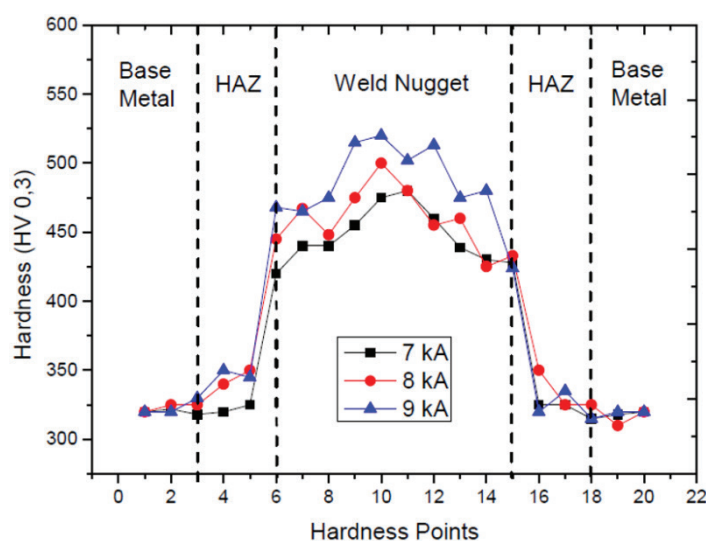 600
550
500
450
400
350
300
Hardness (HV 0,3)
Base
Metal
HAZ
Weld Nugget
HAZ
Base
Metal
7 kA
8 kA
9 kA
0 2 4 6 8 10 12 14 16 18 20 22
Hardness Points